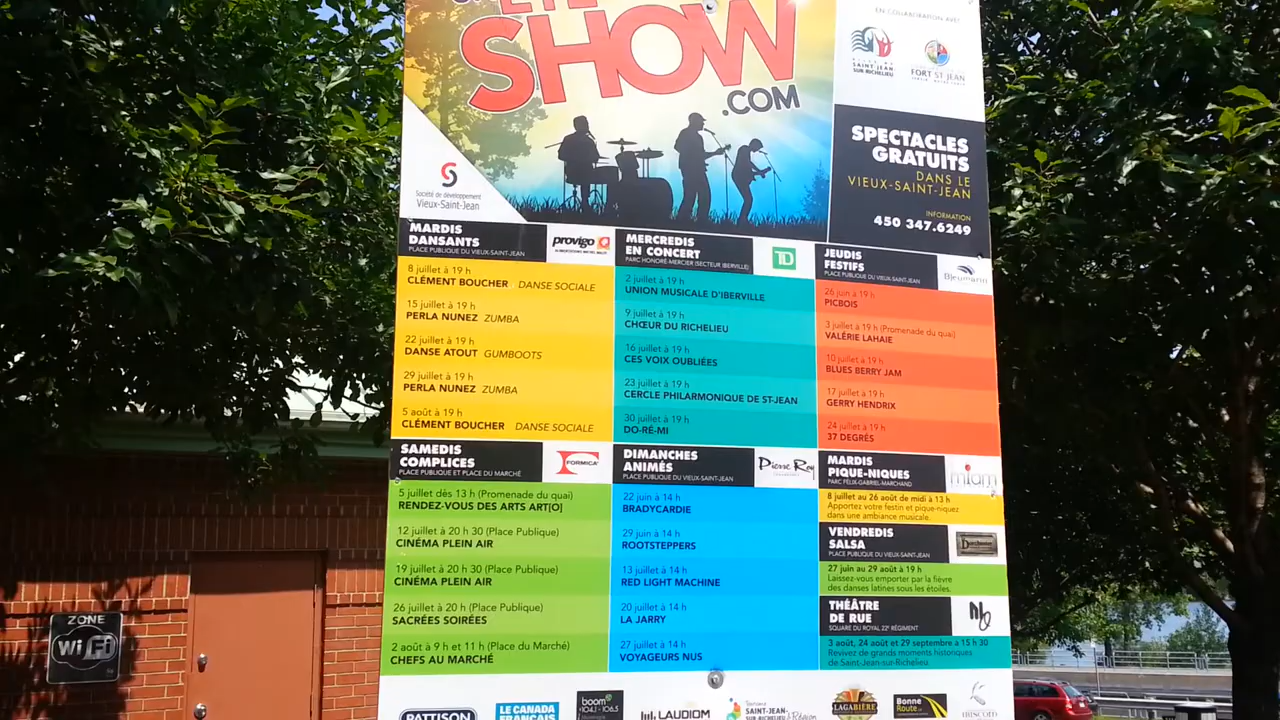 SHOW
.COM
EN COLLABORATION AVEC
SAINT-JEAN
SUR-RICHELIEU
FORT ST-JEAN
Société de développement
Vieux-Saint-Jean
SPECTACLES
GRATUITS
DANS LE
VIEUX-SAINT-JEAN
INFORMATION
450 347.6249
MARDIS
DANSANTS
PLACE PUBLIQUE DU VIEUX-SAINT-JEAN
provigo
8 juillet à 19 h
CLÉMENT BOUCHER DANSE SOCIALE
15 juillet à 19 h
PERLA NUNEZ ZUMBA
22 juillet à 19 h
DANSE ATOUT GUMBOOTS
29 juillet à 19 h
PERLA NUNEZ ZUMBA
5 août à 19 h
CLÉMENT BOUCHER DANSE SOCIALE
MERCREDIS
EN CONCERT
PARC HONORÉ-MERCIER (SECTEUR IBERVILLE)
TD
2 juillet à 19 h
UNION MUSICALE D'IBERVILLE
9 juillet à 19 h
CHŒUR DU RICHELIEU
16 juillet à 19 h
CES VOIX OUBLIÉES
23 juillet à 19 h
CERCLE PHILARMONIQUE DE ST-JEAN
30 juillet à 19 h
DO-RÉ-MI
JEUDIS
FESTIFS
PLACE PUBLIQUE DU VIEUX-SAINT-JEAN
Bleumarin
26 juin à 19 h
PICBOIS
3 juillet à 19 h (Promenade du quai)
VALÉRIE LAHAIE
10 juillet à 19 h
BLUES BERRY JAM
17 juillet à 19 h
GERRY HENDRIX
24 juillet à 19 h
37 DEGRÉS
SAMEDIS
COMPLICES
PLACE PUBLIQUE ET PLACE DU MARCHÉ
FORMICA
5 juillet dès 13 h (Promenade du quai)
RENDEZ-VOUS DES ARTS ART[O]
12 juillet à 20 h 30 (Place Publique)
CINÉMA PLEIN AIR
19 juillet à 20 h 30 (Place Publique)
CINÉMA PLEIN AIR
26 juillet à 20 h (Place Publique)
SACRÉES SOIRÉES
2 août à 9 h et 11 h (Place du Marché)
CHEFS AU MARCHÉ
DIMANCHES
ANIMÉS
PLACE PUBLIQUE DU VIEUX-SAINT-JEAN
Pierre Roy
22 juin à 14 h
BRADYCARDIE
29 juin à 14 h
ROOTSTEPPERS
13 juillet à 14 h
RED LIGHT MACHINE
20 juillet à 14 h
LA JARRY
27 juillet à 14 h
VOYAGEURS NUS
MARDIS
PIQUE-NIQUES
PARC FÉLIX-GABRIEL-MARCHAND
miam
8 juillet au 26 août de midi à 13 h
Apportez votre festin et pique-niquez
dans une ambiance musicale.
VENDREDIS
SALSA
PLACE PUBLIQUE DU VIEUX-SAINT-JEAN
27 juin au 29 août à 19 h
Laissez-vous emporter par la fièvre
des danses latines sous les étoiles.
THÉÂTRE
DE RUE
SQUARE DU ROYAL 22e RÉGIMENT
3 août, 24 août et 29 septembre à 15 h 30
Revivez de grands moments historiques
de Saint-Jean-sur-Richelieu.
PATTISON
LE CANADA
FRANÇAIS
boom
104.1 - 106.5
LAUDIOM
SAINT-JEAN-
SUR-RICHELIEU
LAGABIÈRE
Bonne
Route
ZONE
Wi Fi